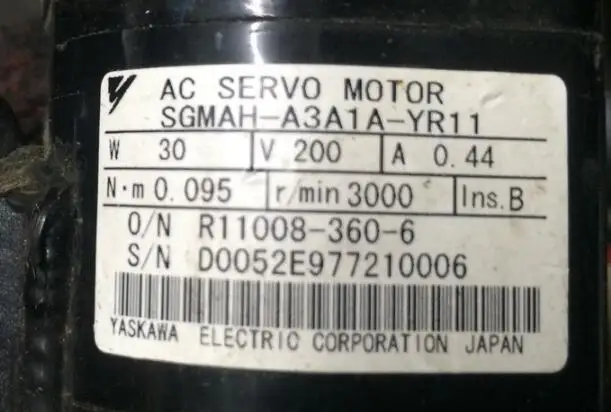 AC SERVO MOTOR
SGMAH-A3A1A-YR11
W 30 V 200 A 0.44
N·m 0.095 r/min 3000 Ins.B
O/N R11008-360-6
S/N D0052E977210006
YASKAWA ELECTRIC CORPORATION JAPAN